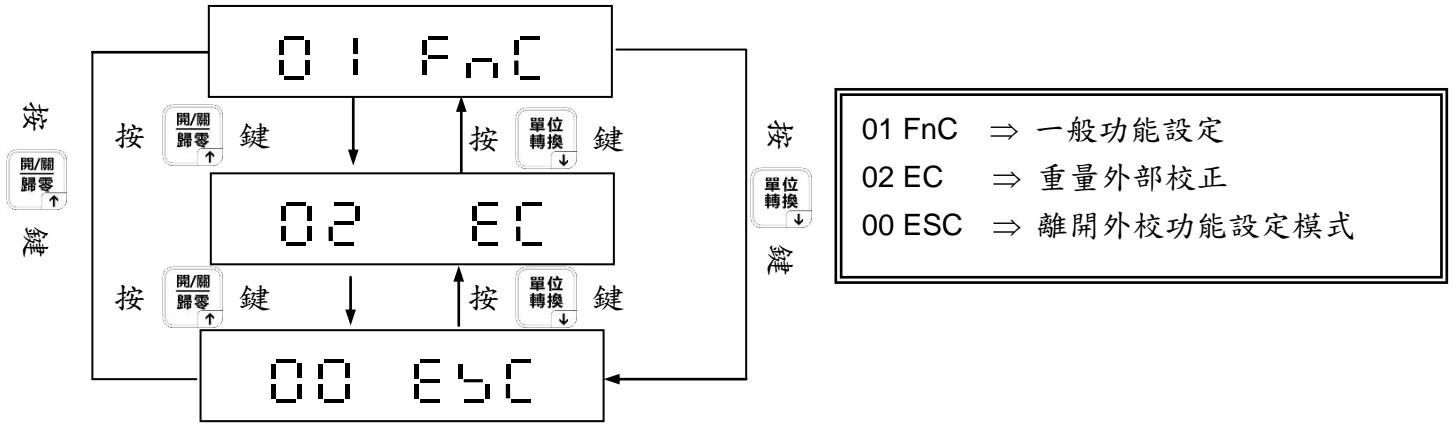 01 FnC
按 開/關 歸零 ↑ 鍵
按 單位 轉換 ↓ 鍵
02 EC
按 開/關 歸零 ↑ 鍵
按 單位 轉換 ↓ 鍵
00 ESC
按 開/關 歸零 ↑ 鍵
按 單位 轉換 ↓ 鍵
01 FnC ⇒ 一般功能設定
02 EC ⇒ 重量外部校正
00 ESC ⇒ 離開外校功能設定模式